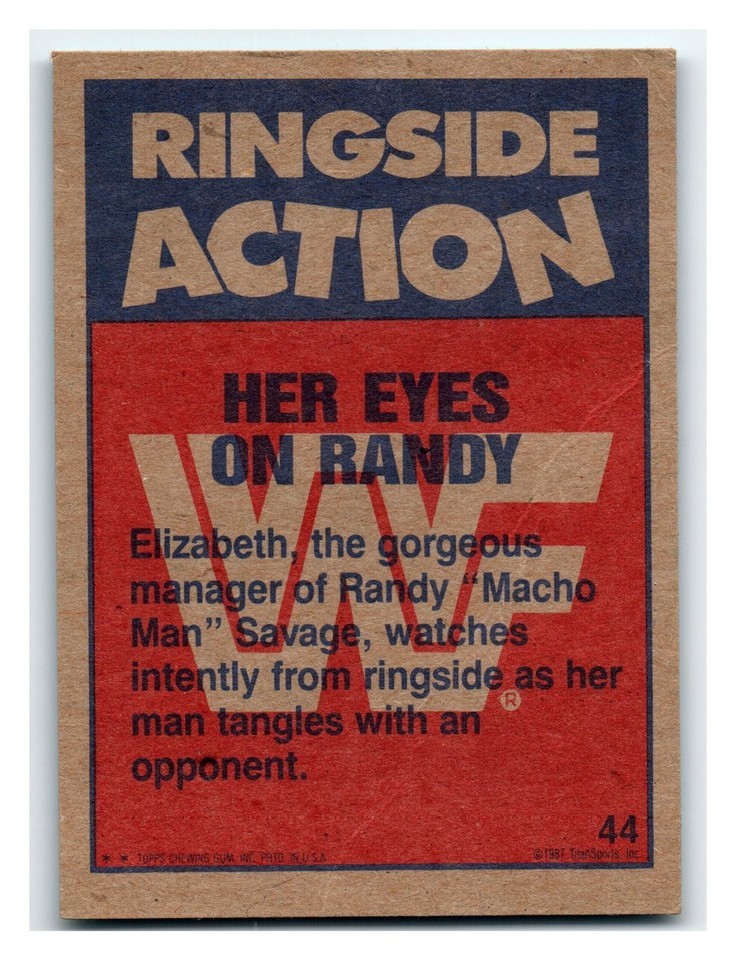 RINGSIDE
ACTION
HER EYES
ON RANDY
WF
Elizabeth, the gorgeous
manager of Randy “Macho
Man” Savage, watches
intently from ringside as her
man tangles with an
opponent.
®
44
* * TOPPS CHEWING GUM, INC. PRTD. IN U.S.A.
©1987 TitanSports, Inc.